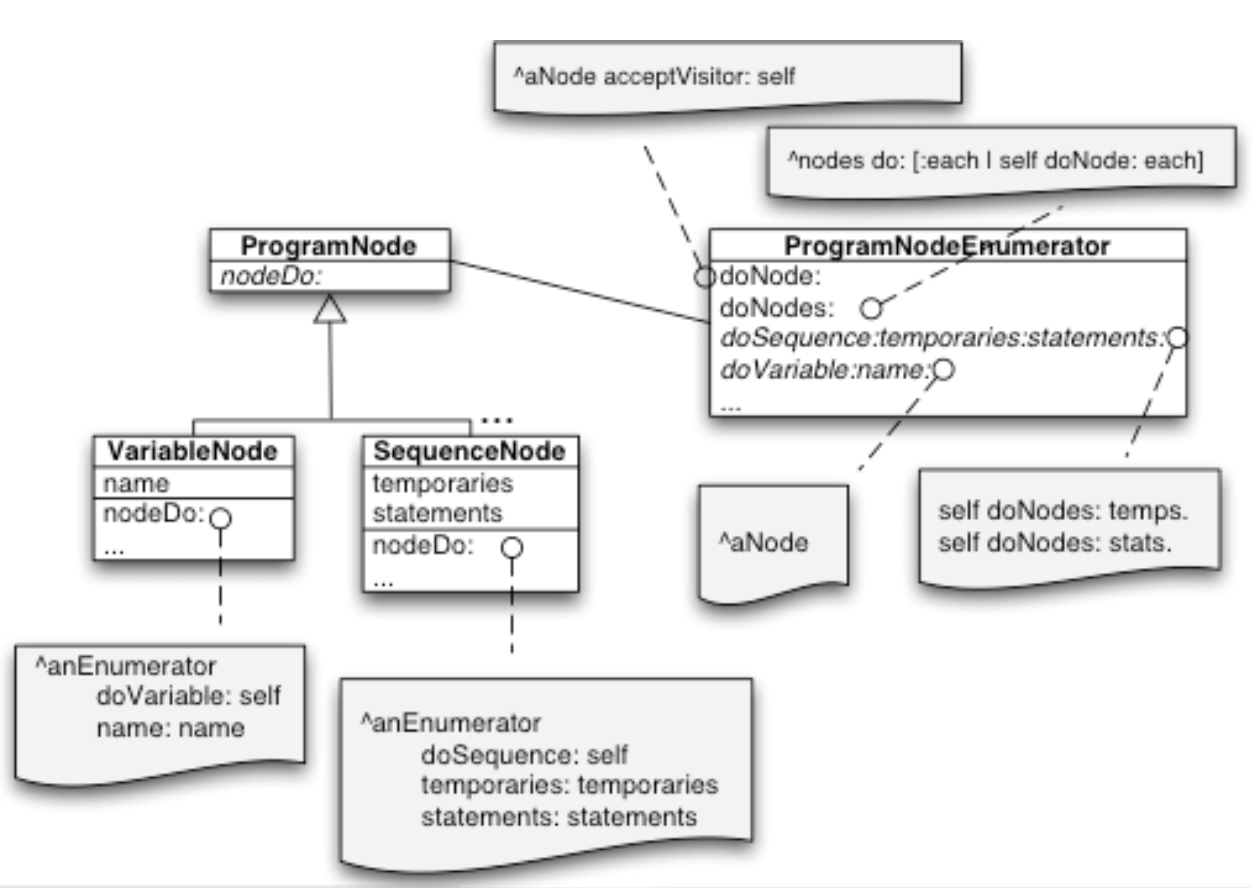 ^aNode acceptVisitor: self
^nodes do: [:each | self doNode: each]
ProgramNode
nodeDo:
ProgramNodeEnumerator
doNode:
doNodes:
doSequence:temporaries:statements:
doVariable:name:
...
...
VariableNode
name
nodeDo:
...
SequenceNode
temporaries
statements
nodeDo:
...
^aNode
self doNodes: temps.
self doNodes: stats.
^anEnumerator
doVariable: self
name: name
^anEnumerator
doSequence: self
temporaries: temporaries
statements: statements